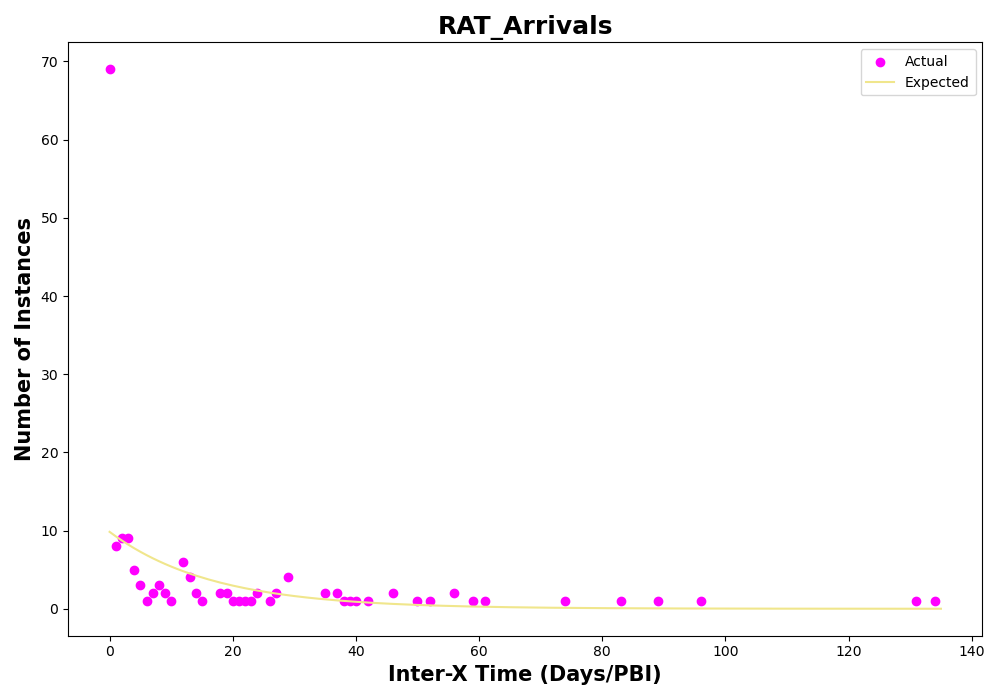 RAT_Arrivals
Actual
Expected
70
60
50
40
30
20
10
0
Number of Instances
0 20 40 60 80 100 120 140
Inter-X Time (Days/PBI)